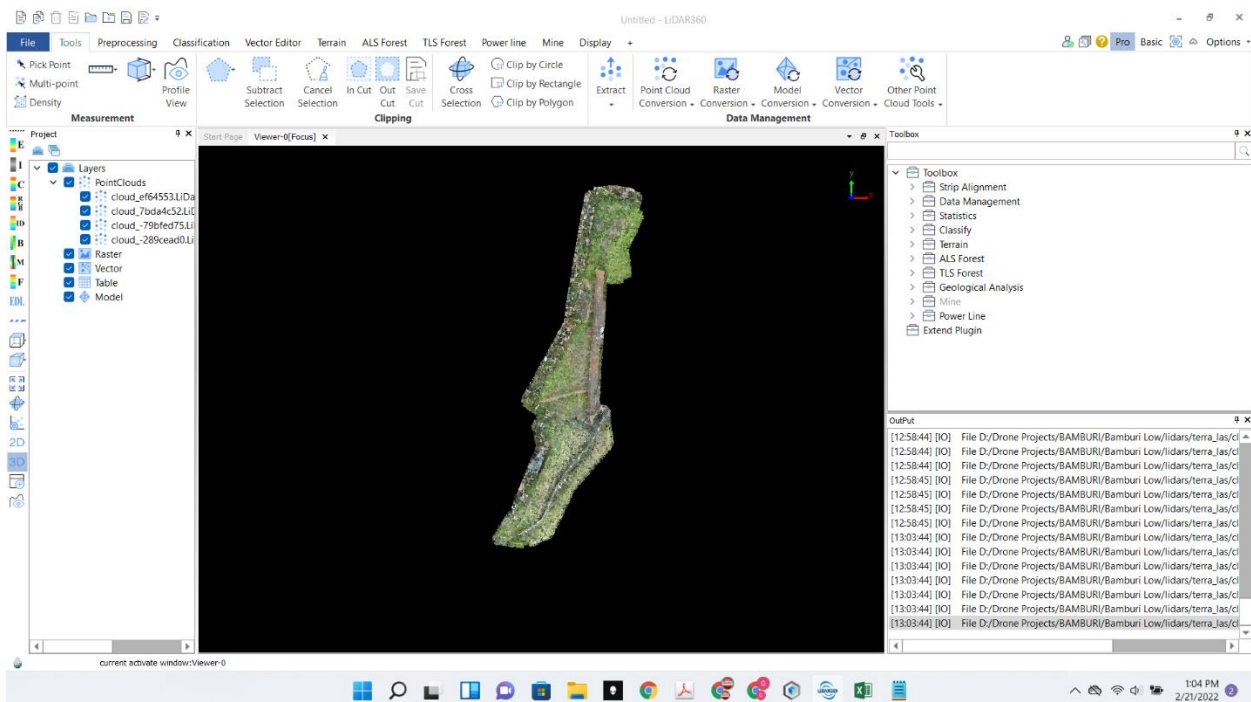 Untitled - LiDAR360
File Tools Preprocessing Classification Vector Editor Terrain ALS Forest TLS Forest Power line Mine Display +
Pro Basic Options
Pick Point
Multi-point
Density
Profile View
Measurement
Subtract Selection
Cancel Selection
In Cut
Out Cut
Save Cut
Cross Selection
Clip by Circle
Clip by Rectangle
Clip by Polygon
Clipping
Extract
Point Cloud Conversion
Raster Conversion
Model Conversion
Vector Conversion
Other Point Cloud Tools
Data Management
Project
Start Page Viewer-0[Focus]
E
I
C
RGB
ID
B
M
F
EDL
2D
3D
Layers
PointClouds
cloud_ef64553.LiDa
cloud_7bda4c52.LiD
cloud_-79bfed75.Li
cloud_-289cead0.Li
Raster
Vector
Table
Model
y
x
Toolbox
Toolbox
Strip Alignment
Data Management
Statistics
Classify
Terrain
ALS Forest
TLS Forest
Geological Analysis
Mine
Power Line
Extend Plugin
OutPut
[12:58:44] [IO] File D:/Drone Projects/BAMBURI/Bamburi Low/lidars/terra_las/cl
[12:58:44] [IO] File D:/Drone Projects/BAMBURI/Bamburi Low/lidars/terra_las/cl
[12:58:44] [IO] File D:/Drone Projects/BAMBURI/Bamburi Low/lidars/terra_las/cl
[12:58:45] [IO] File D:/Drone Projects/BAMBURI/Bamburi Low/lidars/terra_las/cl
[12:58:45] [IO] File D:/Drone Projects/BAMBURI/Bamburi Low/lidars/terra_las/cl
[12:58:45] [IO] File D:/Drone Projects/BAMBURI/Bamburi Low/lidars/terra_las/cl
[12:58:45] [IO] File D:/Drone Projects/BAMBURI/Bamburi Low/lidars/terra_las/cl
[13:03:44] [IO] File D:/Drone Projects/BAMBURI/Bamburi Low/lidars/terra_las/cl
[13:03:44] [IO] File D:/Drone Projects/BAMBURI/Bamburi Low/lidars/terra_las/cl
[13:03:44] [IO] File D:/Drone Projects/BAMBURI/Bamburi Low/lidars/terra_las/cl
[13:03:44] [IO] File D:/Drone Projects/BAMBURI/Bamburi Low/lidars/terra_las/cl
[13:03:44] [IO] File D:/Drone Projects/BAMBURI/Bamburi Low/lidars/terra_las/cl
[13:03:44] [IO] File D:/Drone Projects/BAMBURI/Bamburi Low/lidars/terra_las/cl
[13:03:44] [IO] File D:/Drone Projects/BAMBURI/Bamburi Low/lidars/terra_las/cl
current activate window:Viewer-0
1:04 PM
2/21/2022
2